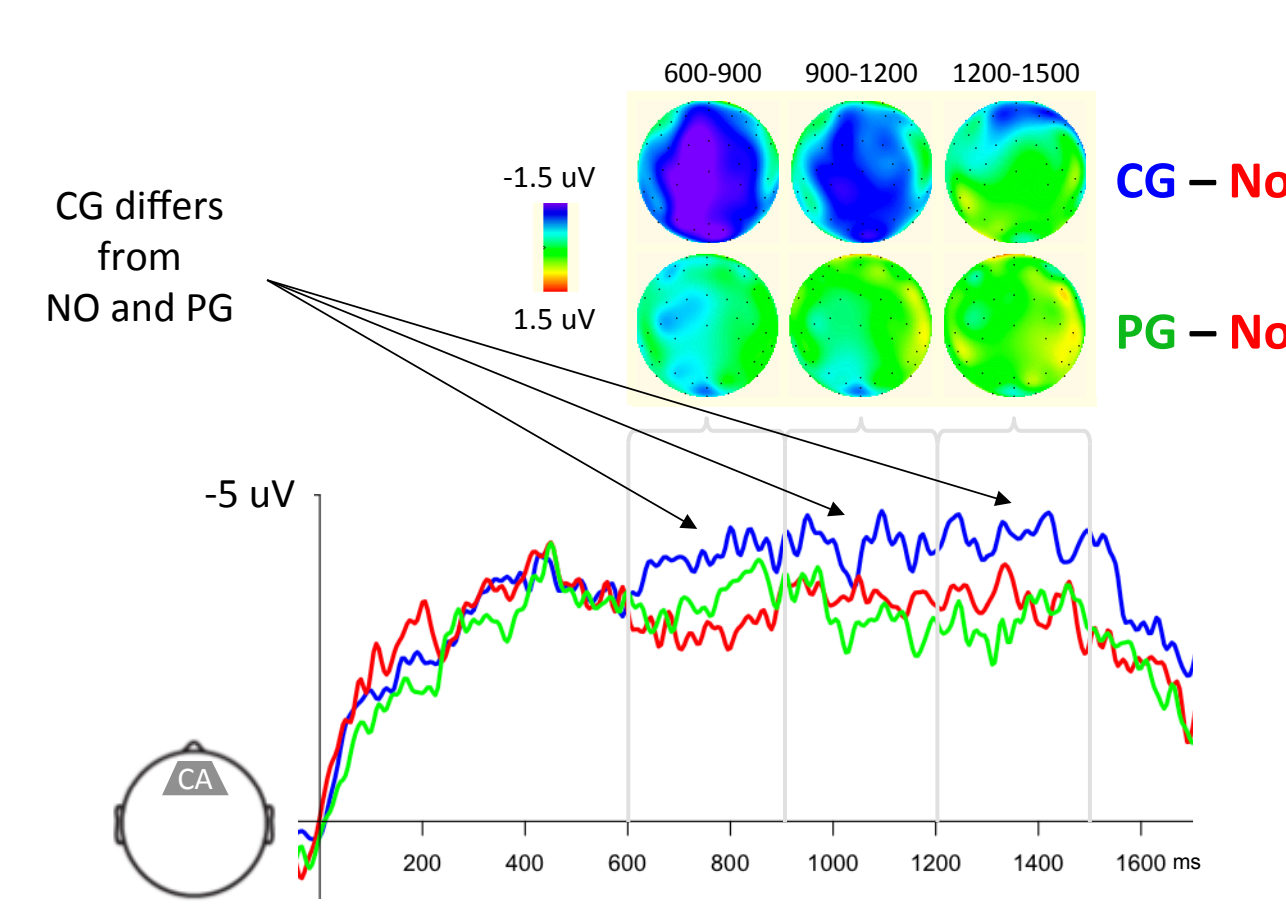 600-900 900-1200 1200-1500
-1.5 uV
CG – No
CG differs
from
NO and PG
1.5 uV
PG – No
-5 uV
CA
200 400 600 800 1000 1200 1400 1600 ms